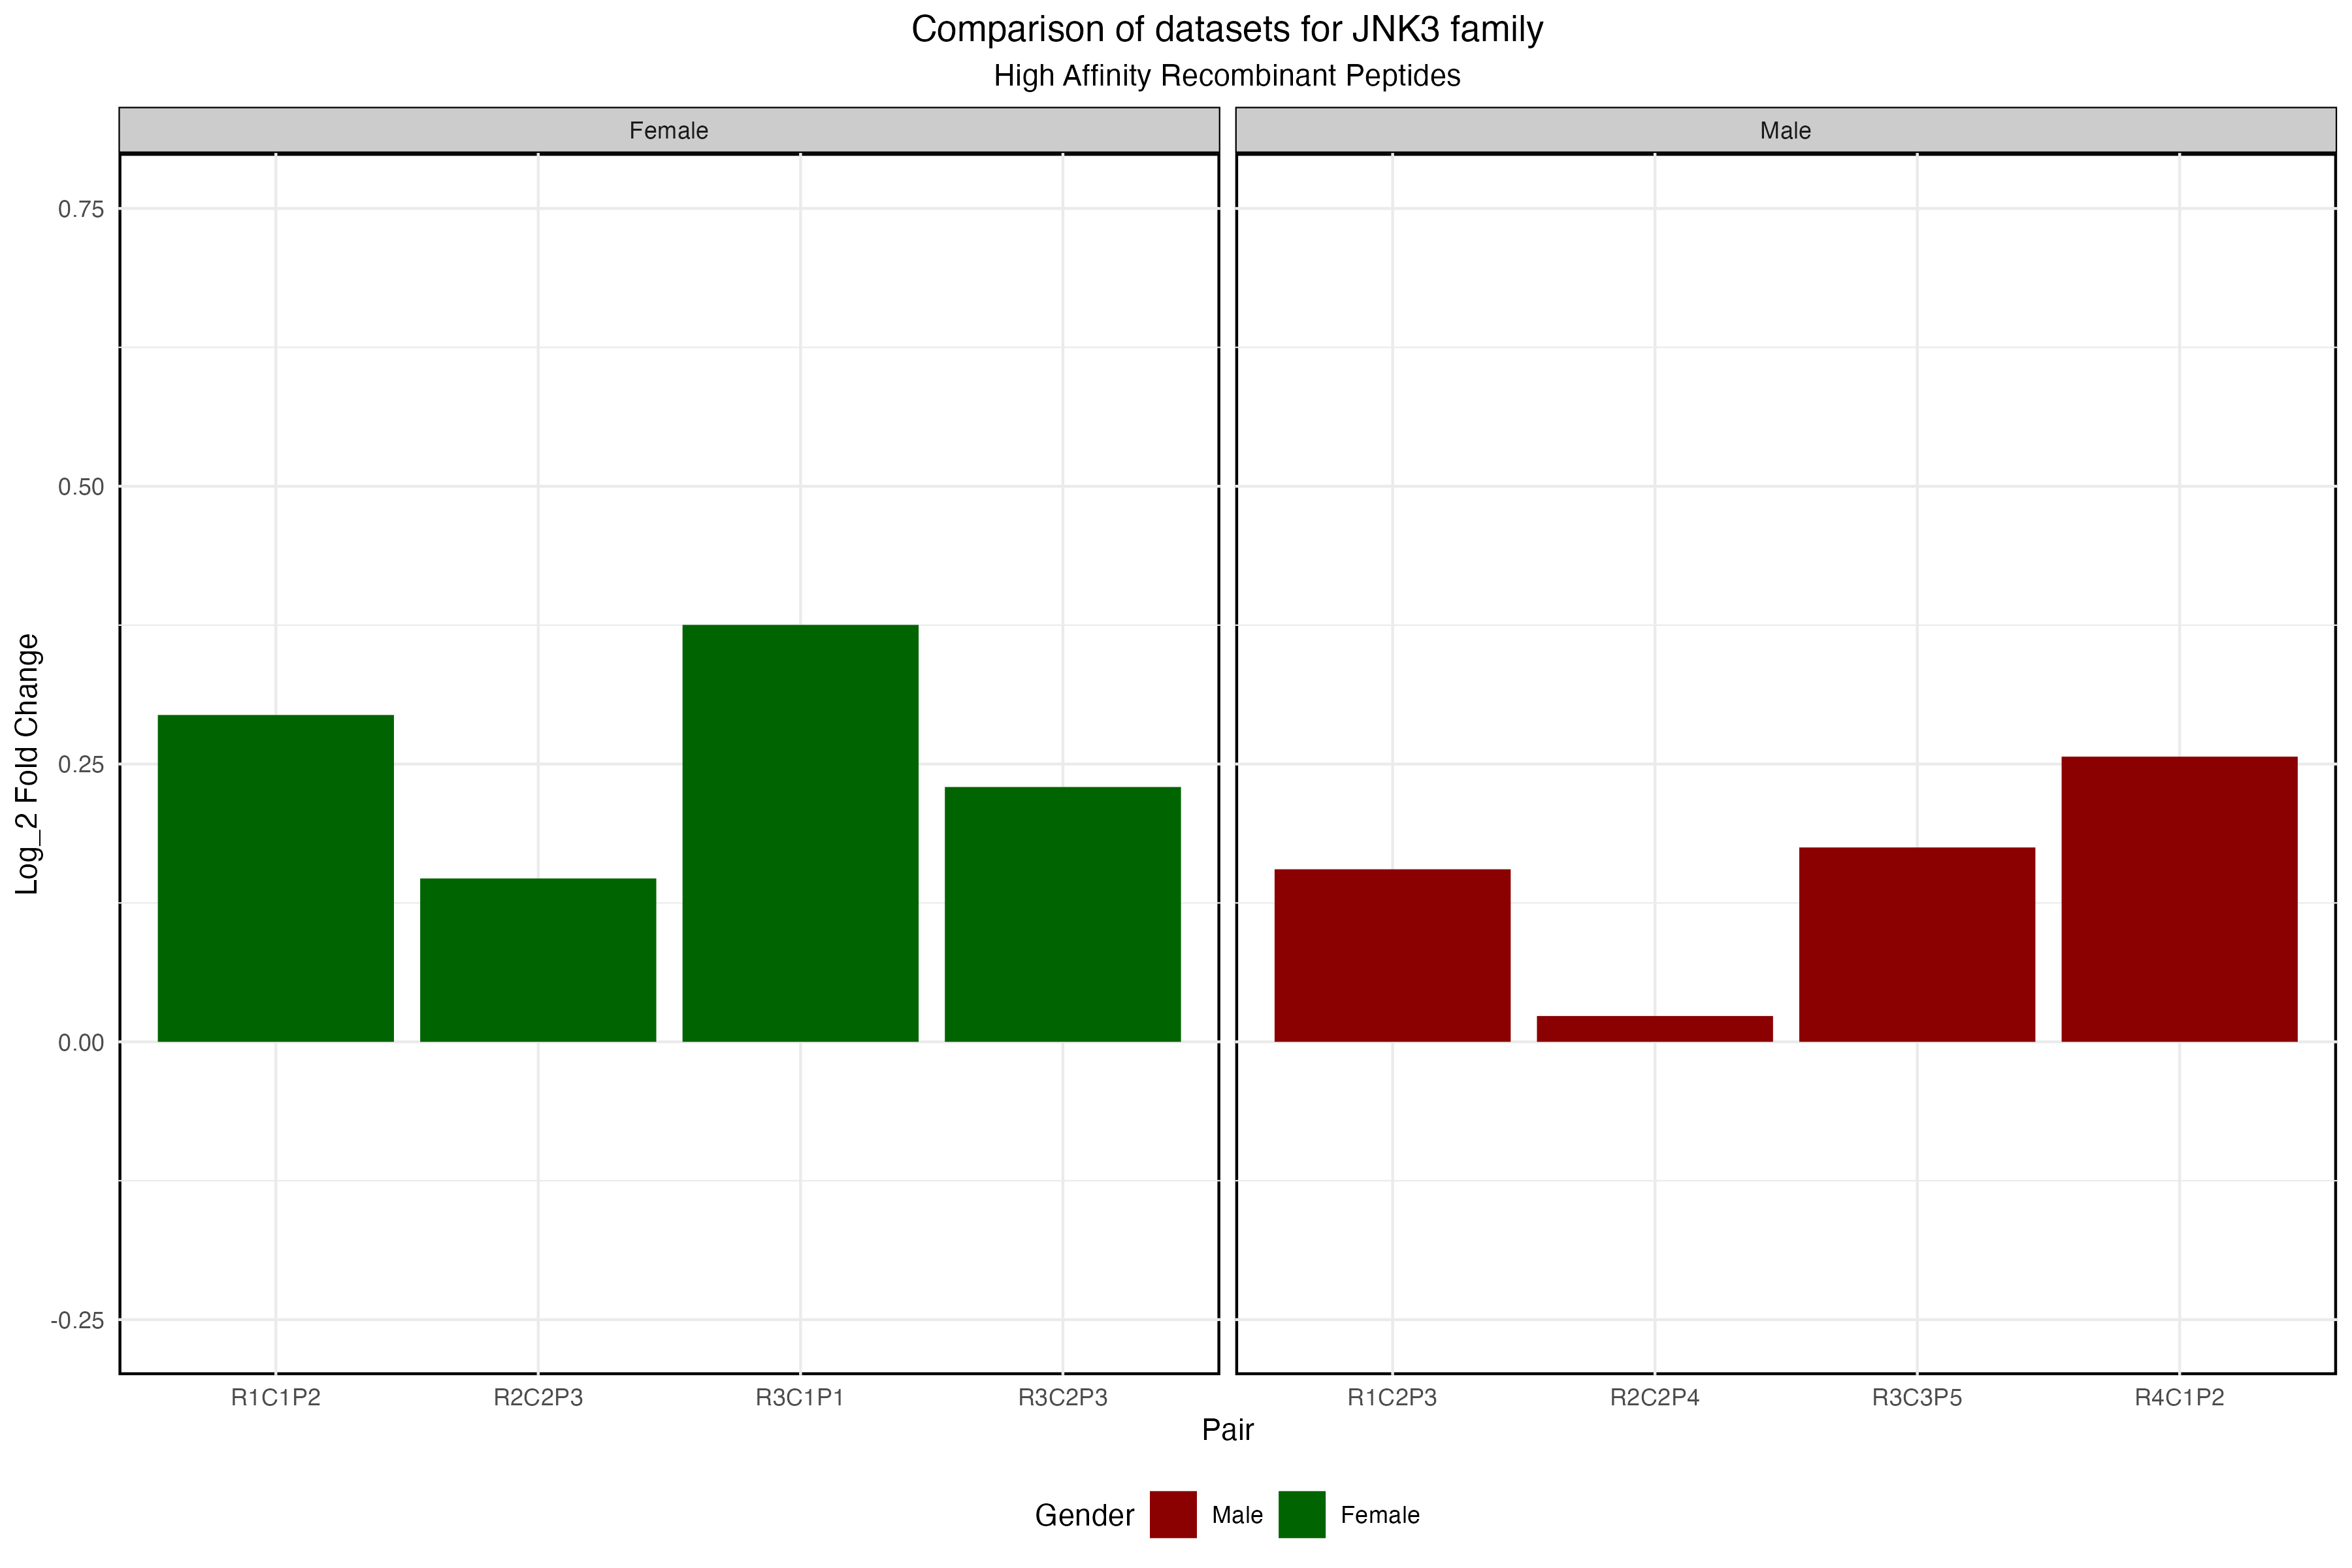 Comparison of datasets for JNK3 family
High Affinity Recombinant Peptides
Female
Male
0.75
0.50
0.25
0.00
-0.25
Log_2 Fold Change
R1C1P2 R2C2P3 R3C1P1 R3C2P3 R1C2P3 R2C2P4 R3C3P5 R4C1P2
Pair
Gender Male Female